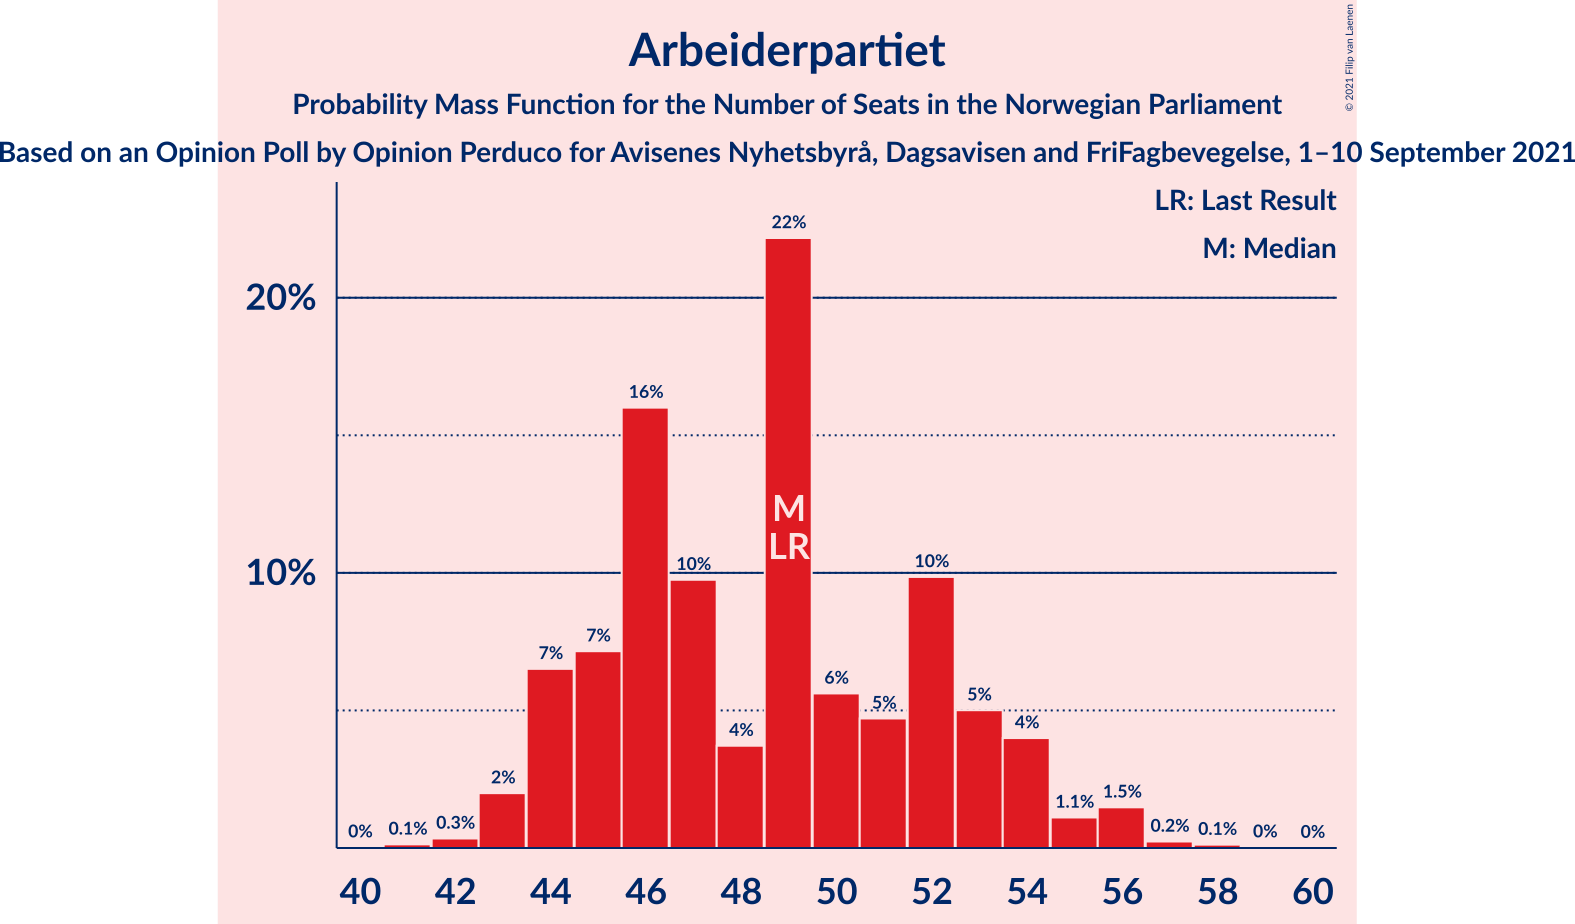 Arbeiderpartiet
Probability Mass Function for the Number of Seats in the Norwegian Parliament
Based on an Opinion Poll by Opinion Perduco for Avisenes Nyhetsbyrå, Dagsavisen and FriFagbevegelse, 1–10 September 2021
© 2021 Filip van Laenen
LR: Last Result
M: Median
20%
10%
0%
0.1%
0.3%
2%
7%
7%
16%
10%
4%
22%
6%
5%
10%
5%
4%
1.1%
1.5%
0.2%
0.1%
0%
0%
M
LR
40 42 44 46 48 50 52 54 56 58 60